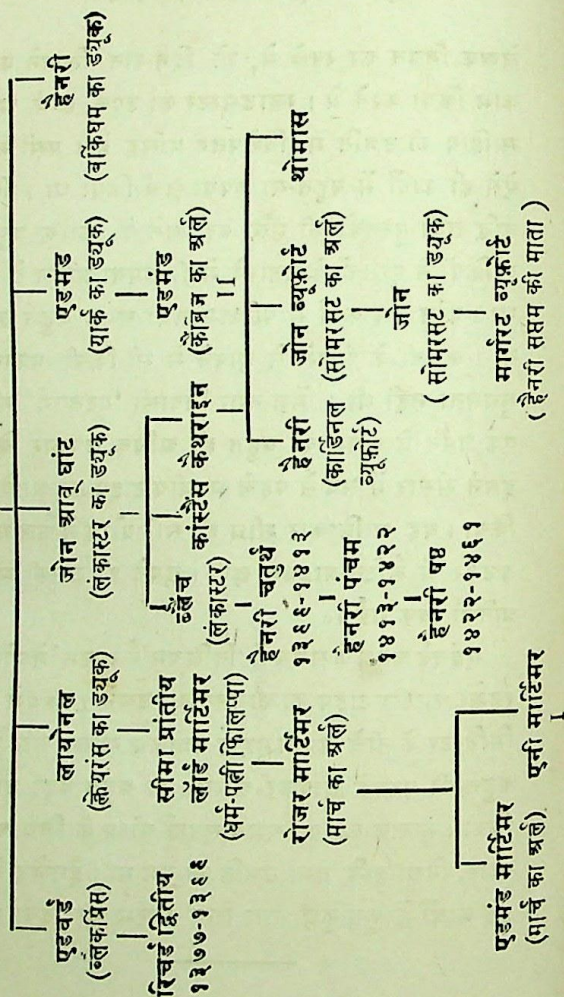 एडवर्ड लायोनल जोन आव् घांट एडमंड हैनरी
(ब्लैकप्रिंस) (क्लेयरेंस का ड्यूक) (लंकास्टर का ड्यूक) (यार्क का ड्यूक) (बकिंघम का ड्यूक)
रिचर्ड द्वितीय सीमा प्रांतीय ब्लैंच कांस्टैंस कैथराइन एडमंड
१३७७-१३९९ लॉर्ड मार्टिमर (लंकास्टर) (कैंब्रिज का अर्ल)
(धर्म-पत्नी फिलिप्पा) हैनरी चतुर्थ हैनरी जोन ब्यूफ़ोर्ट थोमास
रोजर मार्टिमर १३९९-१४१३ (कार्डिनल (सोमरसट का अर्ल)
(मार्च का अर्ल) हैनरी पंचम ब्यूफ़ोर्ट)
१४१३-१४२२ जोन
हैनरी षष्ठ (सोमरसट का ड्यूक)
१४२२-१४६१ मार्गरेट ब्यूफ़ोर्ट
एडमंड मार्टिमर एनी मार्टिमर (हैनरी सप्तम की माता)
(मार्च का अर्ल)